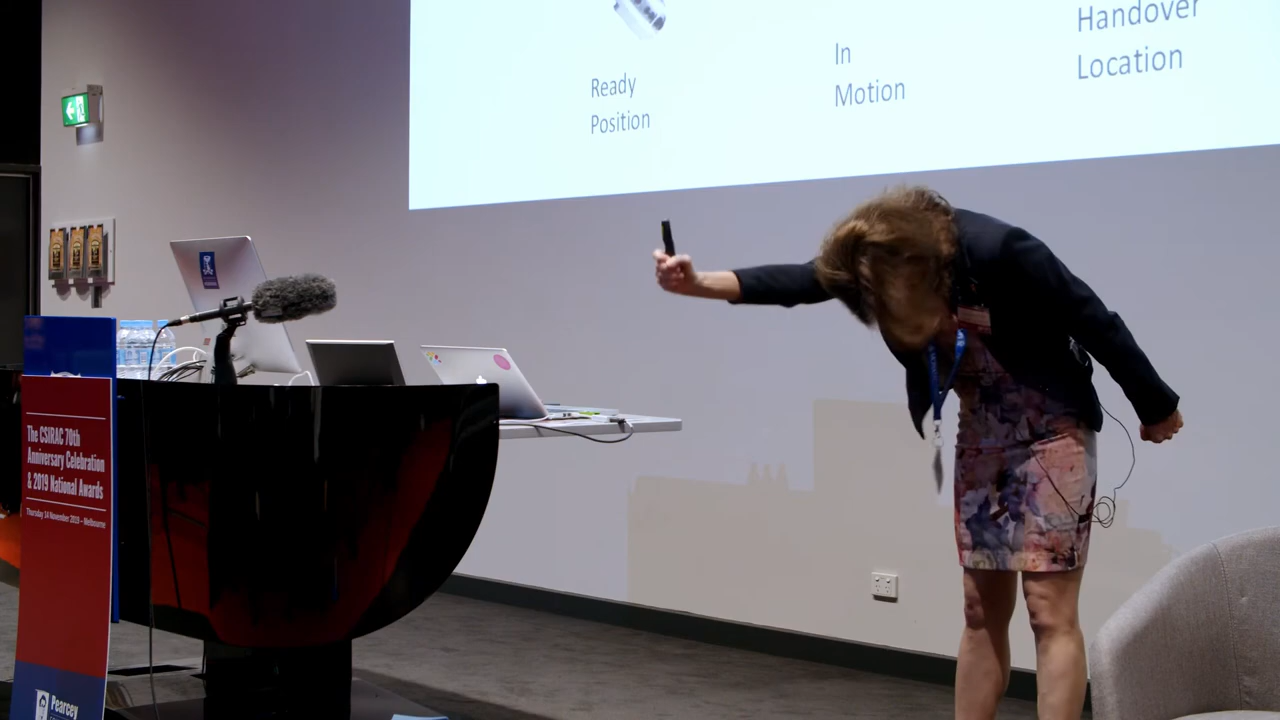 Ready
Position
In
Motion
Handover
Location
The CSIRAC 70th
Anniversary Celebration
& 2019 National Awards
Thursday 14 November 2019 – Melbourne
Pearcey